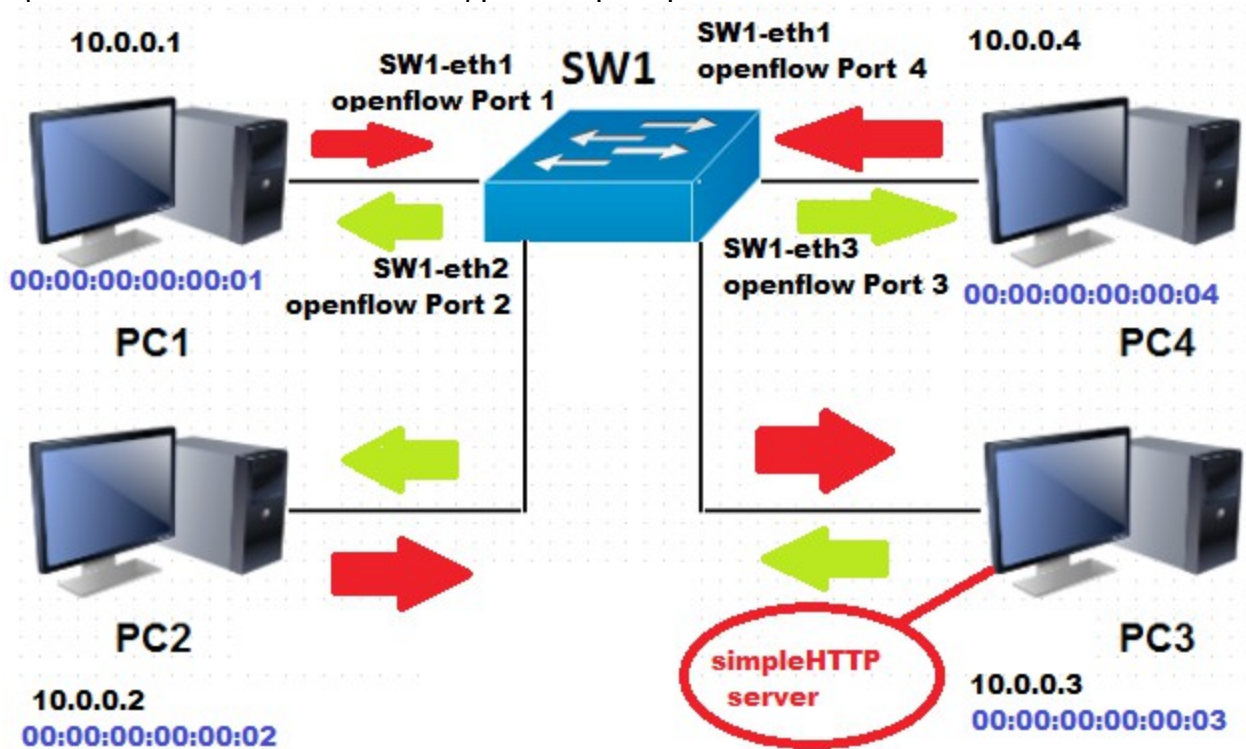 10.0.0.1
SW1-eth1
openflow Port 1
SW1
SW1-eth1
openflow Port 4
10.0.0.4
00:00:00:00:00:01
PC1
SW1-eth2
openflow Port 2
SW1-eth3
openflow Port 3
00:00:00:00:00:04
PC4
PC2
10.0.0.2
00:00:00:00:00:02
simpleHTTP
server
PC3
10.0.0.3
00:00:00:00:00:03